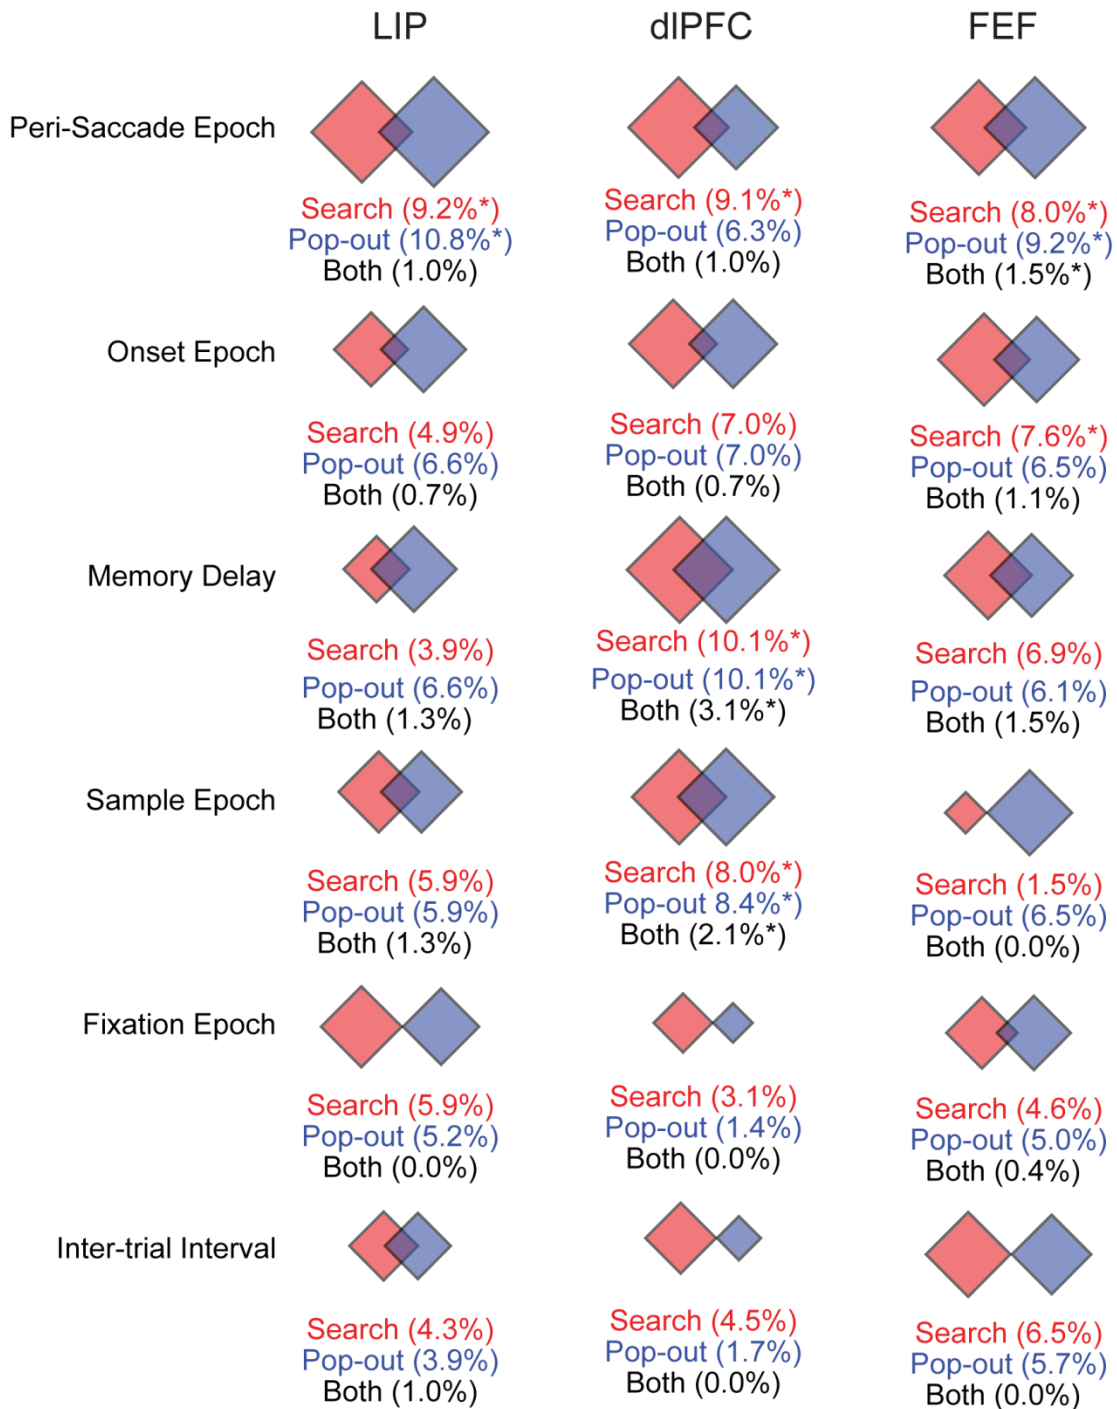 LIP dlPFC FEF
Peri-Saccade Epoch
Search (9.2%*) Search (9.1%*) Search (8.0%*)
Pop-out (10.8%*) Pop-out (6.3%) Pop-out (9.2%*)
Both (1.0%) Both (1.0%) Both (1.5%*)
Onset Epoch
Search (4.9%) Search (7.0%) Search (7.6%*)
Pop-out (6.6%) Pop-out (7.0%) Pop-out (6.5%)
Both (0.7%) Both (0.7%) Both (1.1%)
Memory Delay
Search (3.9%) Search (10.1%*) Search (6.9%)
Pop-out (6.6%) Pop-out (10.1%*) Pop-out (6.1%)
Both (1.3%) Both (3.1%*) Both (1.5%)
Sample Epoch
Search (5.9%) Search (8.0%*) Search (1.5%)
Pop-out (5.9%) Pop-out 8.4%*) Pop-out (6.5%)
Both (1.3%) Both (2.1%*) Both (0.0%)
Fixation Epoch
Search (5.9%) Search (3.1%) Search (4.6%)
Pop-out (5.2%) Pop-out (1.4%) Pop-out (5.0%)
Both (0.0%) Both (0.0%) Both (0.4%)
Inter-trial Interval
Search (4.3%) Search (4.5%) Search (6.5%)
Pop-out (3.9%) Pop-out (1.7%) Pop-out (5.7%)
Both (1.0%) Both (0.0%) Both (0.0%)